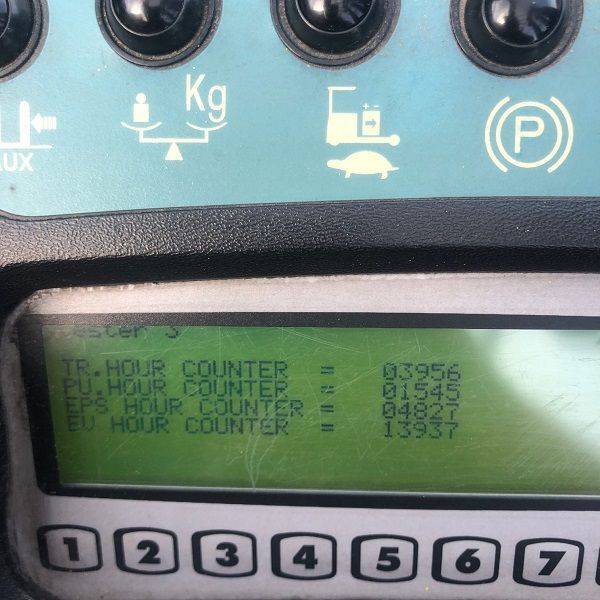 Kg
P
TR.HOUR COUNTER = 03956
PU.HOUR COUNTER = 01545
EPS HOUR COUNTER = 04827
EV HOUR COUNTER = 13937
1 2 3 4 5 6 7